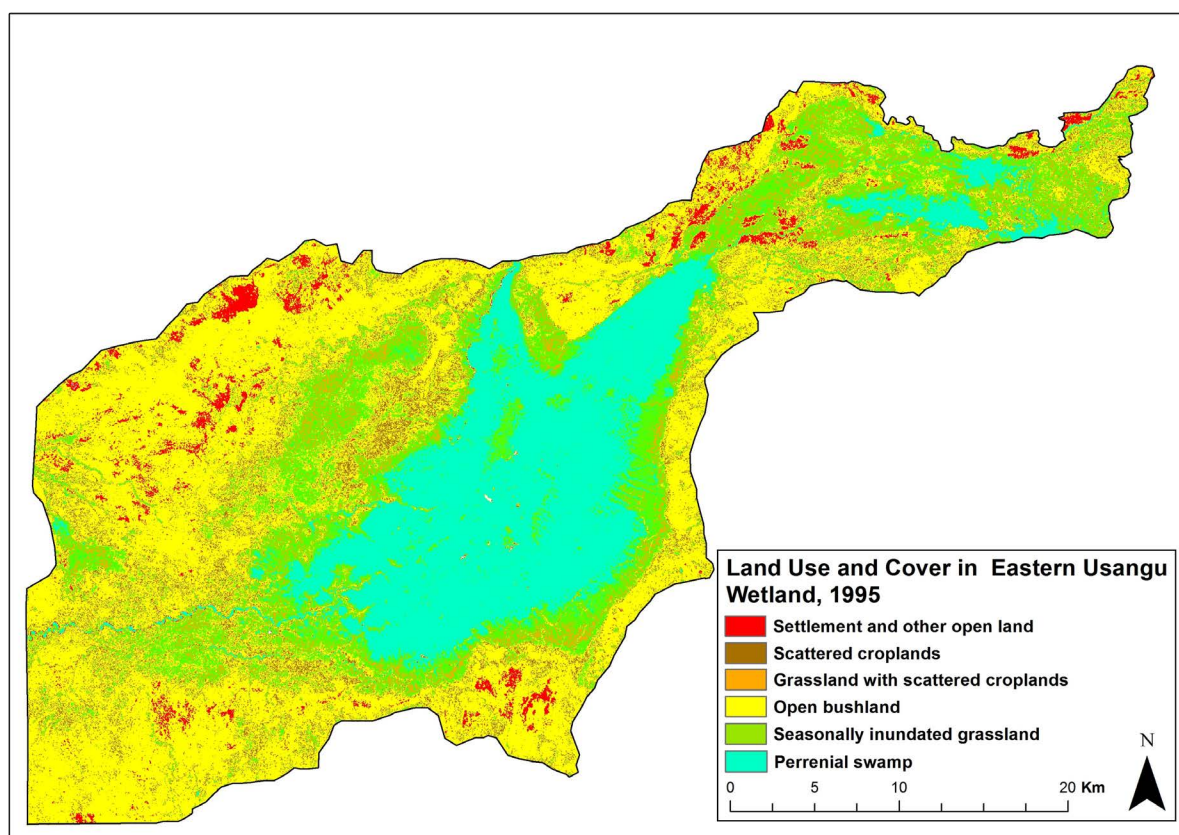 Land Use and Cover in Eastern Usangu
Wetland, 1995
Settlement and other open land
Scattered croplands
Grassland with scattered croplands
Open bushland
Seasonally inundated grassland
Perrenial swamp
N
0 5 10 20 Km